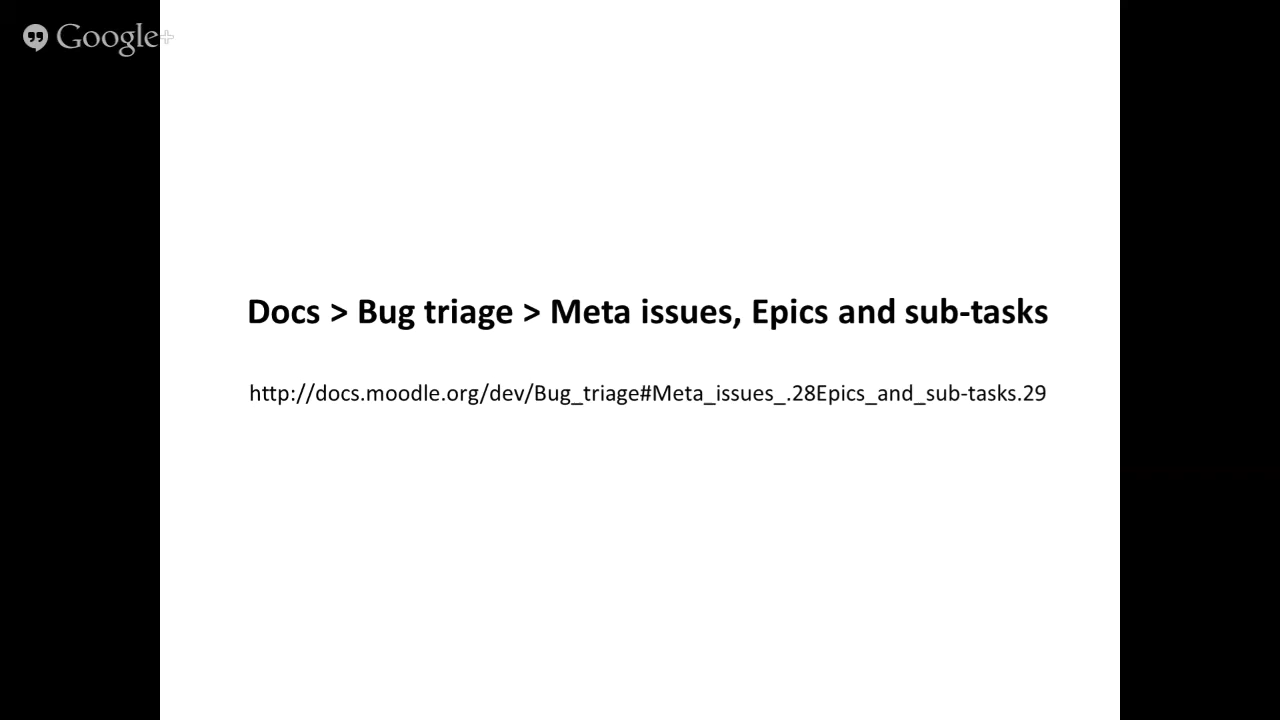 Google+
Docs > Bug triage > Meta issues, Epics and sub-tasks
http://docs.moodle.org/dev/Bug_triage#Meta_issues_.28Epics_and_sub-tasks.29